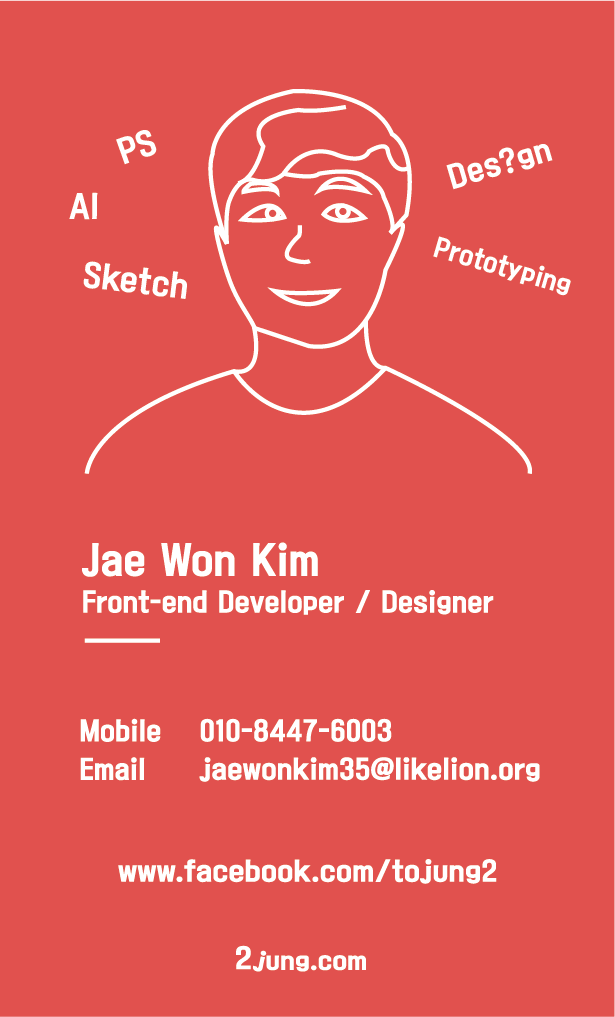 PS
Des?gn
AI
Prototyping
Sketch
Jae Won Kim
Front-end Developer / Designer
Mobile 010-8447-6003
Email jaewonkim35@likelion.org
www.facebook.com/tojung2
2jung.com